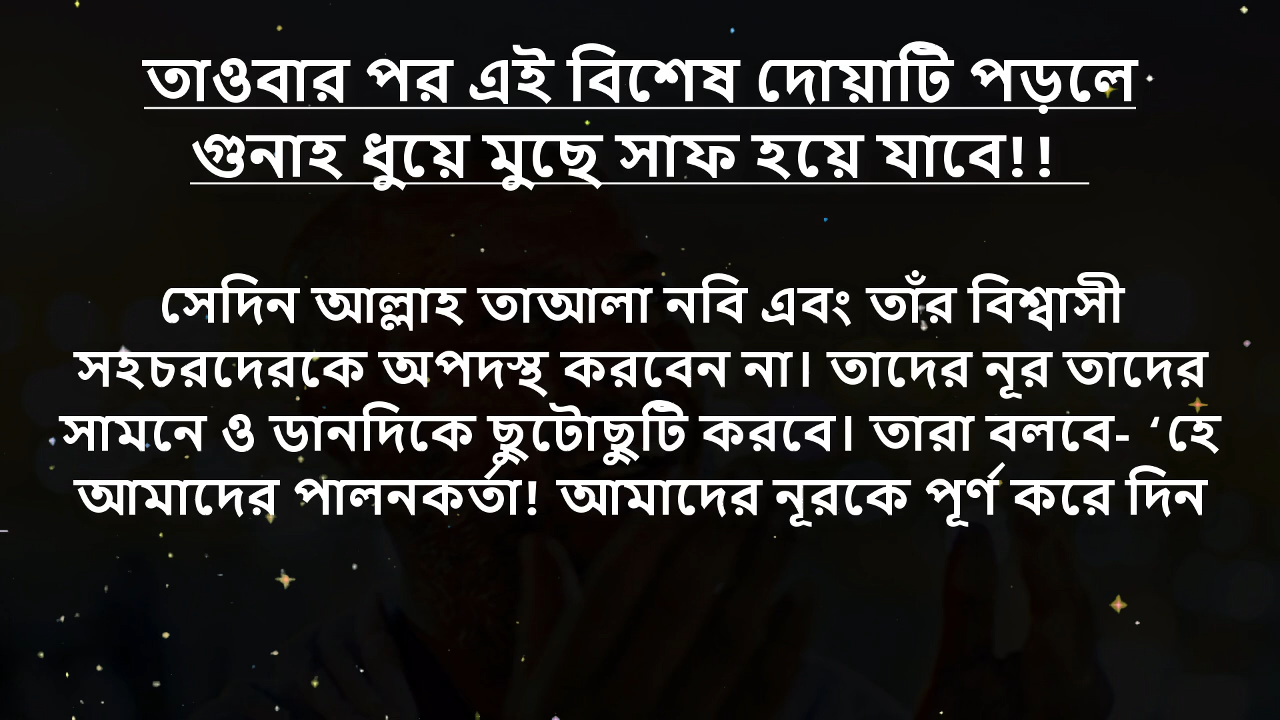 তাওবার পর এই বিশেষ দোয়াটি পড়লে
গুনাহ ধুয়ে মুছে সাফ হয়ে যাবে!!
সেদিন আল্লাহ তাআলা নবি এবং তাঁর বিশ্বাসী
সহচরদেরকে অপদস্থ করবেন না। তাদের নূর তাদের
সামনে ও ডানদিকে ছুটোছুটি করবে। তারা বলবে- ‘হে
আমাদের পালনকর্তা! আমাদের নূরকে পূর্ণ করে দিন